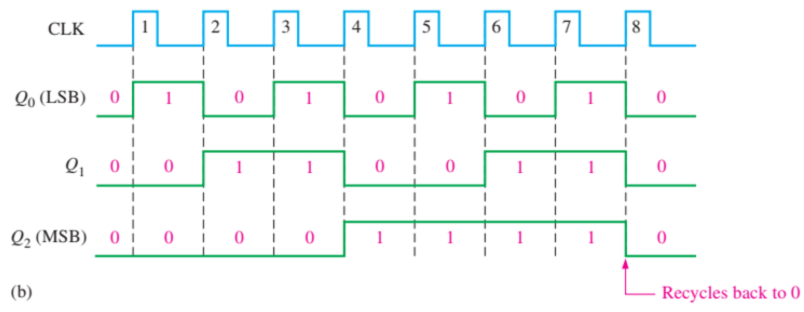 CLK 1 2 3 4 5 6 7 8
Q₀ (LSB) 0 1 0 1 0 1 0 1 0
Q₁ 0 0 1 1 0 0 1 1 0
Q₂ (MSB) 0 0 0 0 1 1 1 1 0
(b) Recycles back to 0